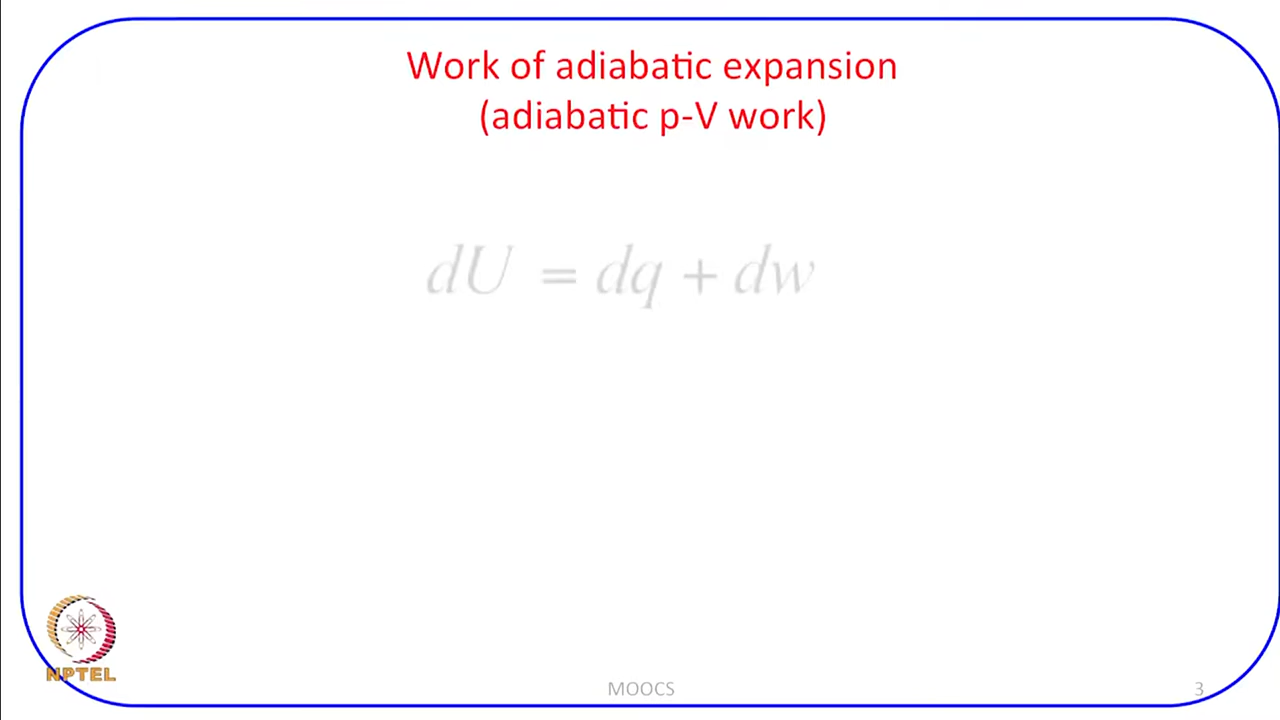 Work of adiabatic expansion
(adiabatic p-V work)
dU = dq + dw
NPTEL
MOOCS
3